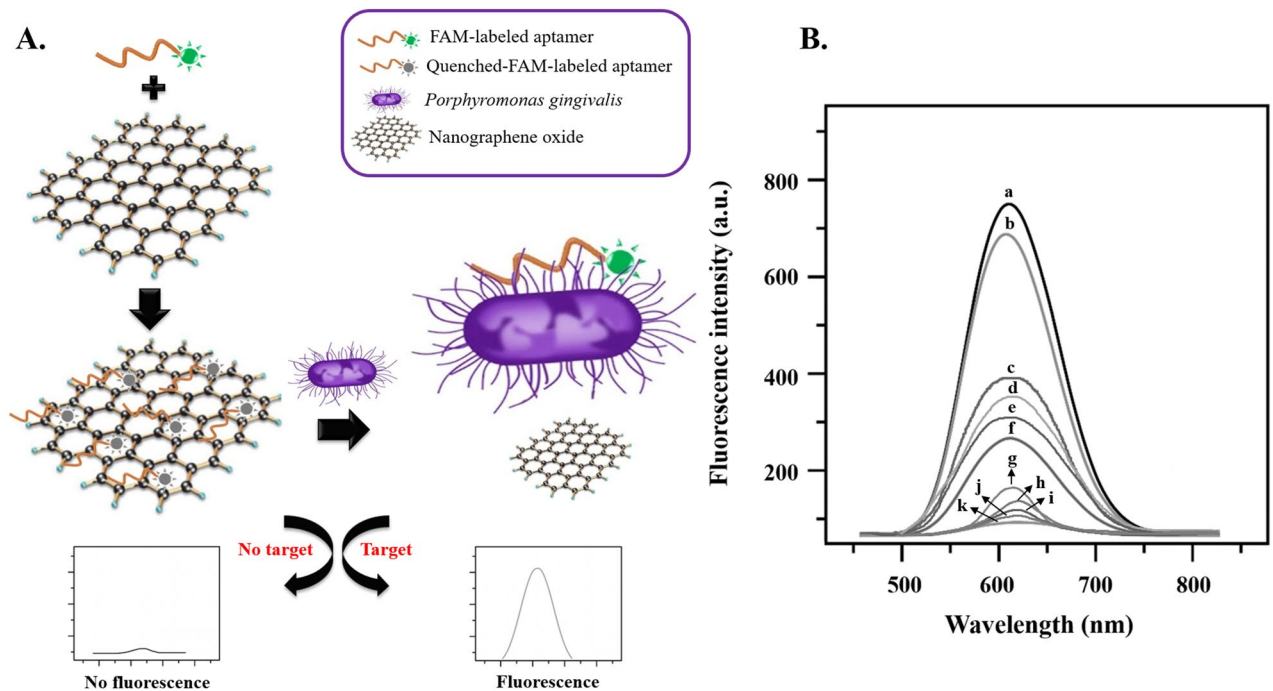 A.
FAM-labeled aptamer
Quenched-FAM-labeled aptamer
Porphyromonas gingivalis
Nanographene oxide
No target
Target
No fluorescence
Fluorescence
B.
Fluorescence intensity (a.u.)
800
600
400
200
a
b
c
d
e
f
g
h
j
i
k
500
600
700
800
Wavelength (nm)